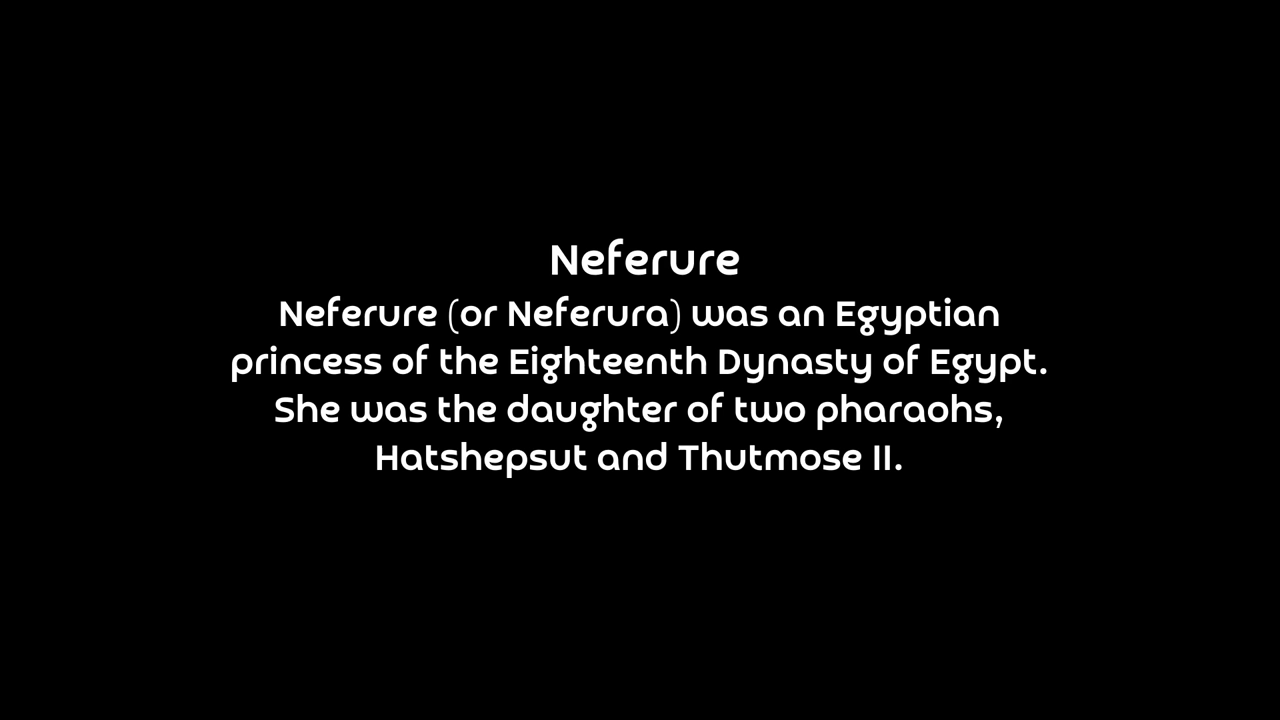 Neferure
Neferure (or Neferura) was an Egyptian
princess of the Eighteenth Dynasty of Egypt.
She was the daughter of two pharaohs,
Hatshepsut and Thutmose II.